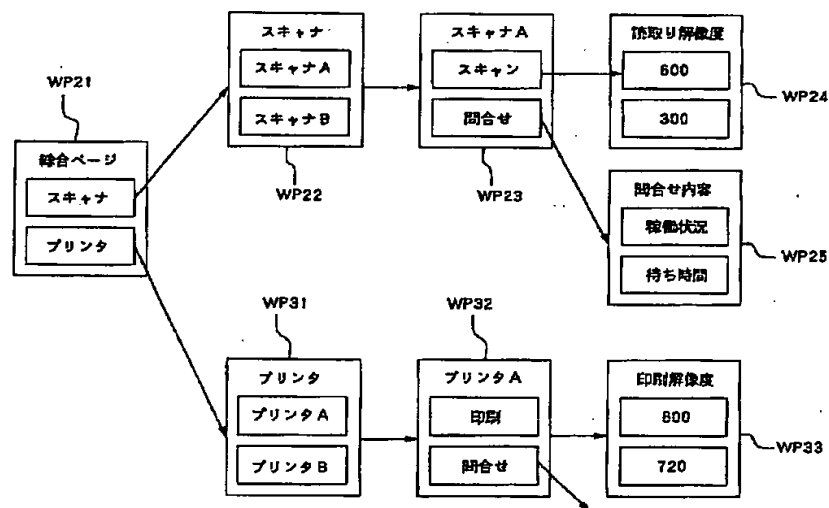 WP21
綜合ページ
スキャナ
プリンタ
スキャナ
スキャナA
スキャナB
WP22
スキャナA
スキャン
問合せ
WP23
読取り解像度
600
300
WP24
問合せ内容
稼働状況
待ち時間
WP25
WP31
プリンタ
プリンタA
プリンタB
WP32
プリンタA
印刷
問合せ
印刷解像度
800
720
WP33